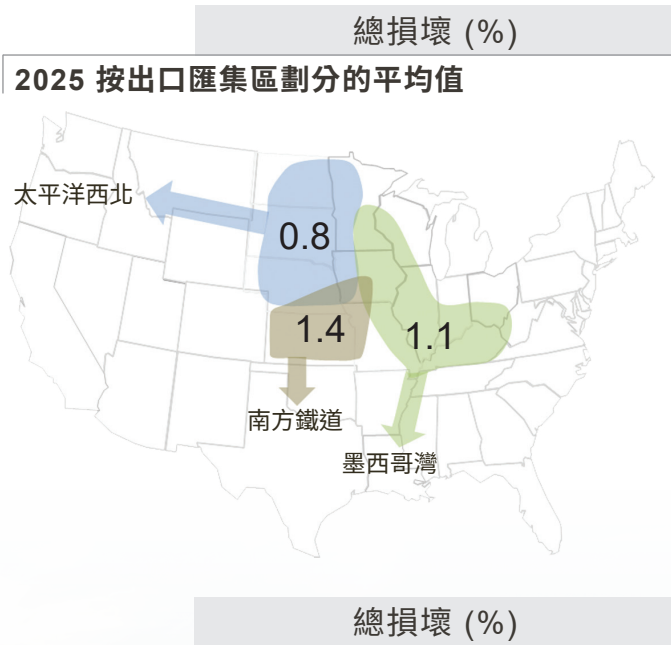 總損壞 (%)
2025 按出口匯集區劃分的平均值
太平洋西北
0.8
1.4
1.1
南方鐵道
墨西哥灣
總損壞 (%)